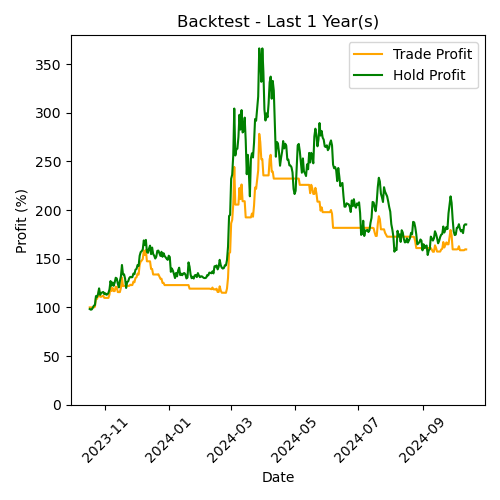 Backtest - Last 1 Year(s)
Trade Profit
Hold Profit
Profit (%)
350
300
250
200
150
100
50
0
2023-11
2024-01
2024-03
2024-05
2024-07
2024-09
Date